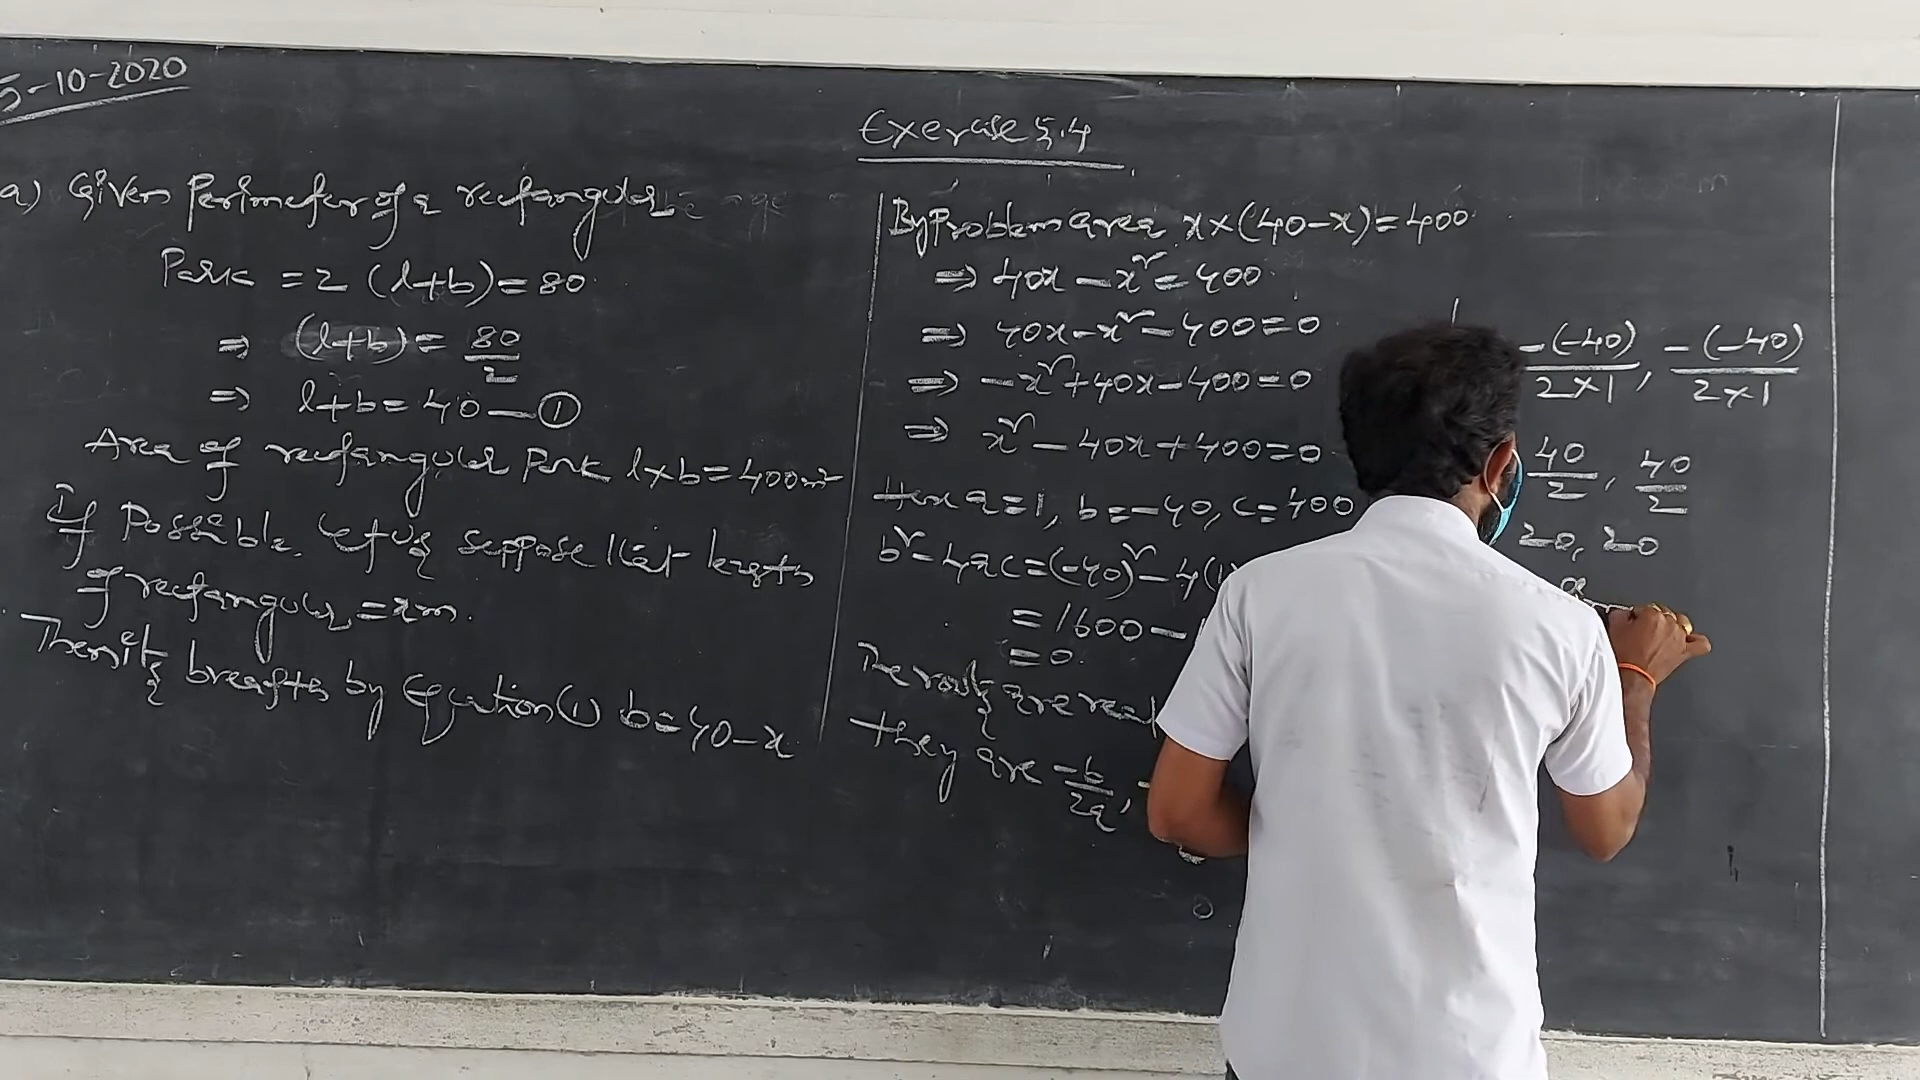 5-10-2020
Exercise 5.4
a) Given Perimeter of a rectangular
Park = 2 (l+b) = 80
⇒ (l+b) = 80/2
⇒ l+b = 40 — ①
Area of rectangular Park l×b = 400m²
If Possible, let us suppose that length
of rectangular = xm.
Then its breadth by Equation(1) b = 40-x
By Problem area x×(40-x) = 400
⇒ 40x - x² = 400
⇒ 40x - x² - 400 = 0
⇒ -x² + 40x - 400 = 0
⇒ x² - 40x + 400 = 0
Here a = 1, b = -40, c = 400
b² - 4ac = (-40)² - 4(1)
= 1600 -
= 0
The roots are real
They are -b/2a,
-(-40)/2×1, -(-40)/2×1
40/2, 40/2
20, 20